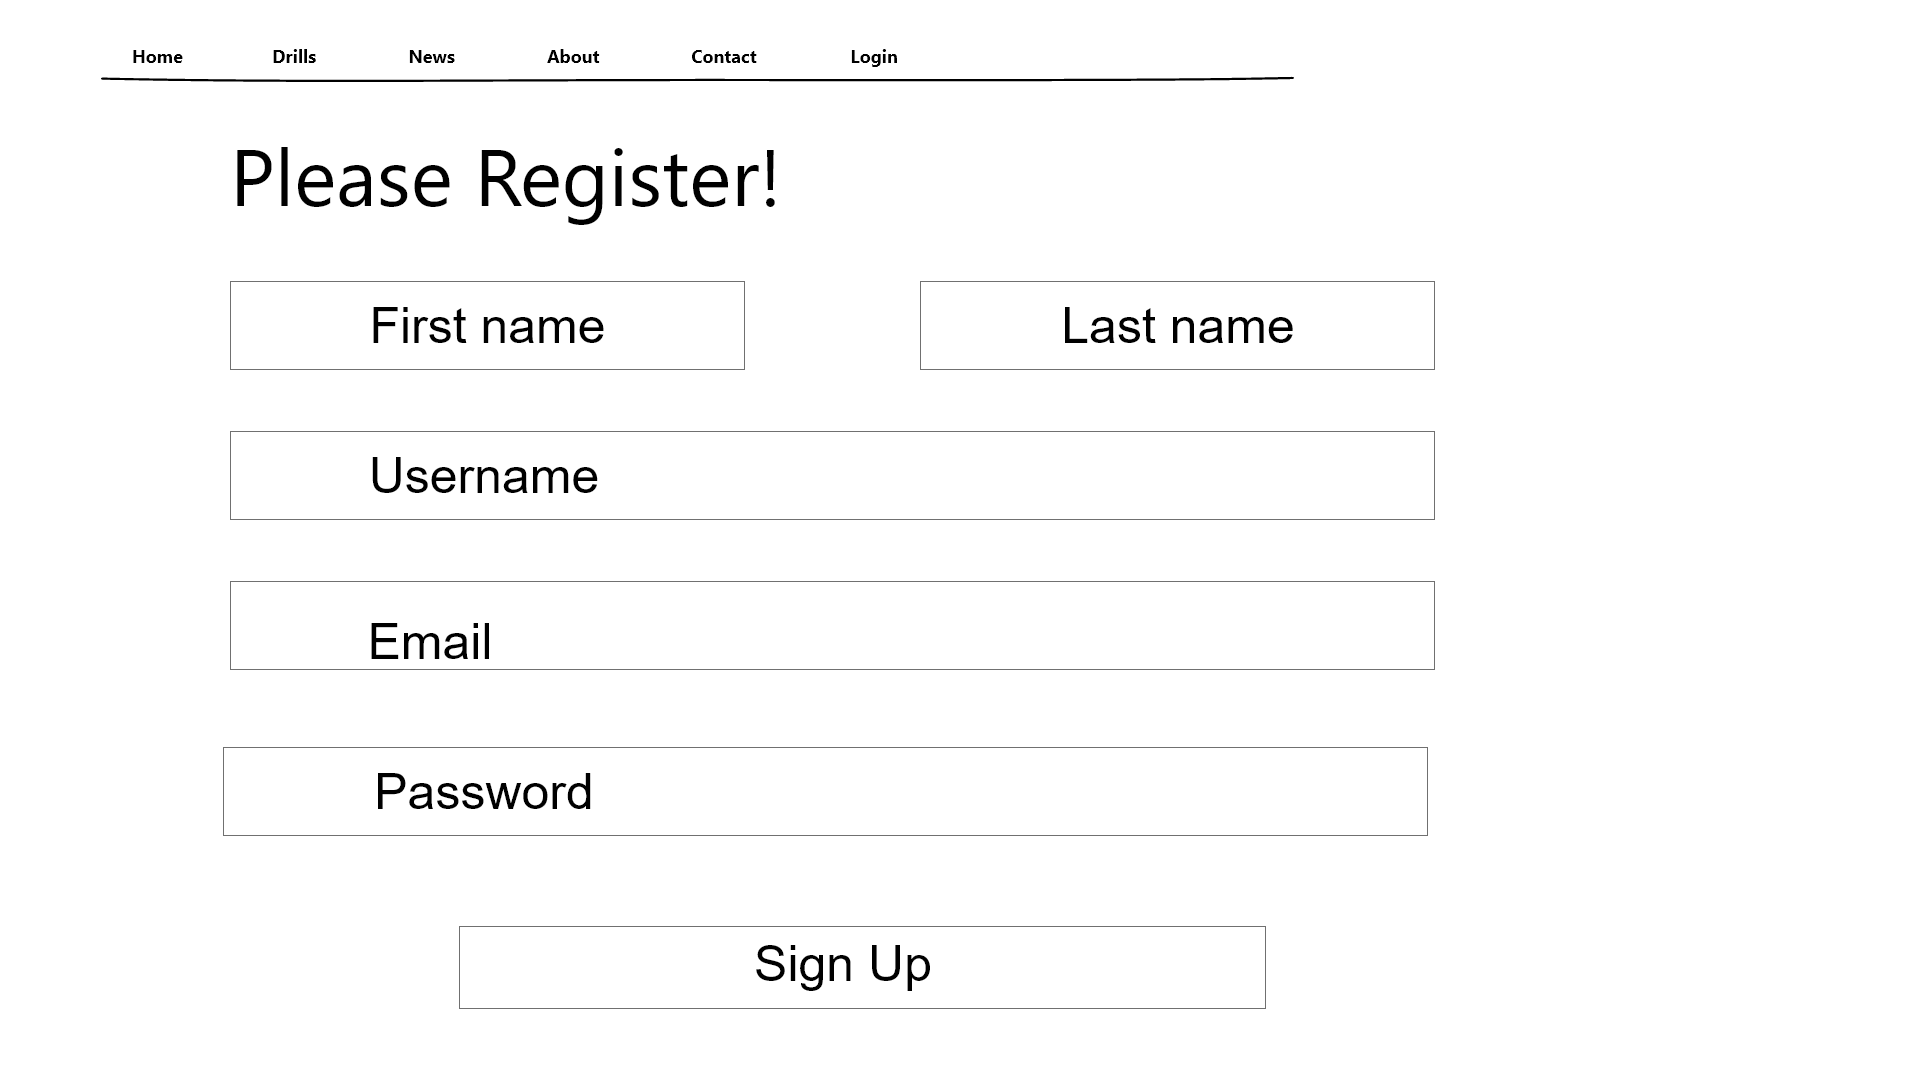 Home Drills News About Contact Login
Please Register!
First name Last name
Username
Email
Password
Sign Up